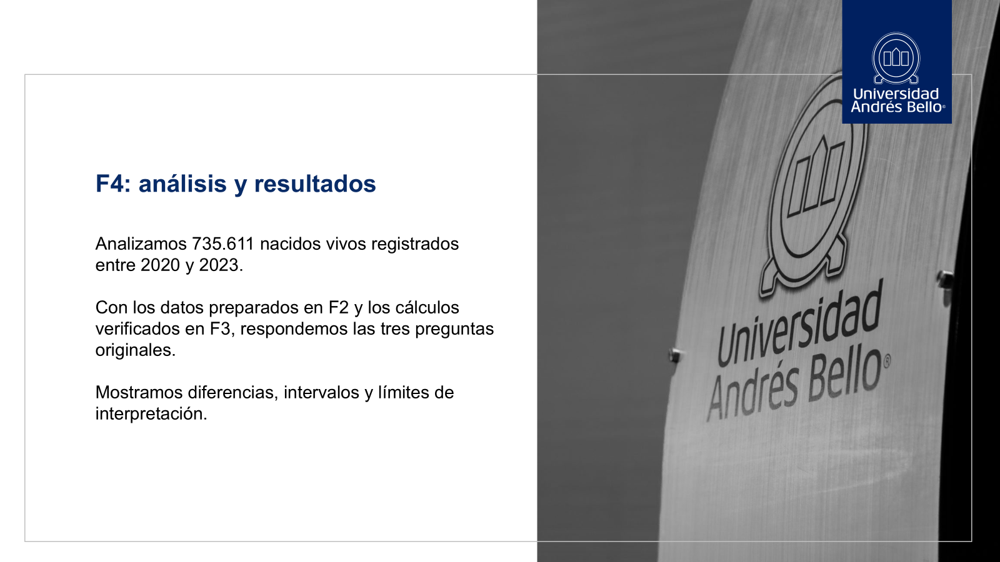 Universidad
Andrés Bello®
F4: análisis y resultados
Analizamos 735.611 nacidos vivos registrados
entre 2020 y 2023.
Con los datos preparados en F2 y los cálculos
verificados en F3, respondemos las tres preguntas
originales.
Mostramos diferencias, intervalos y límites de
interpretación.
Universidad
Andrés Bello®